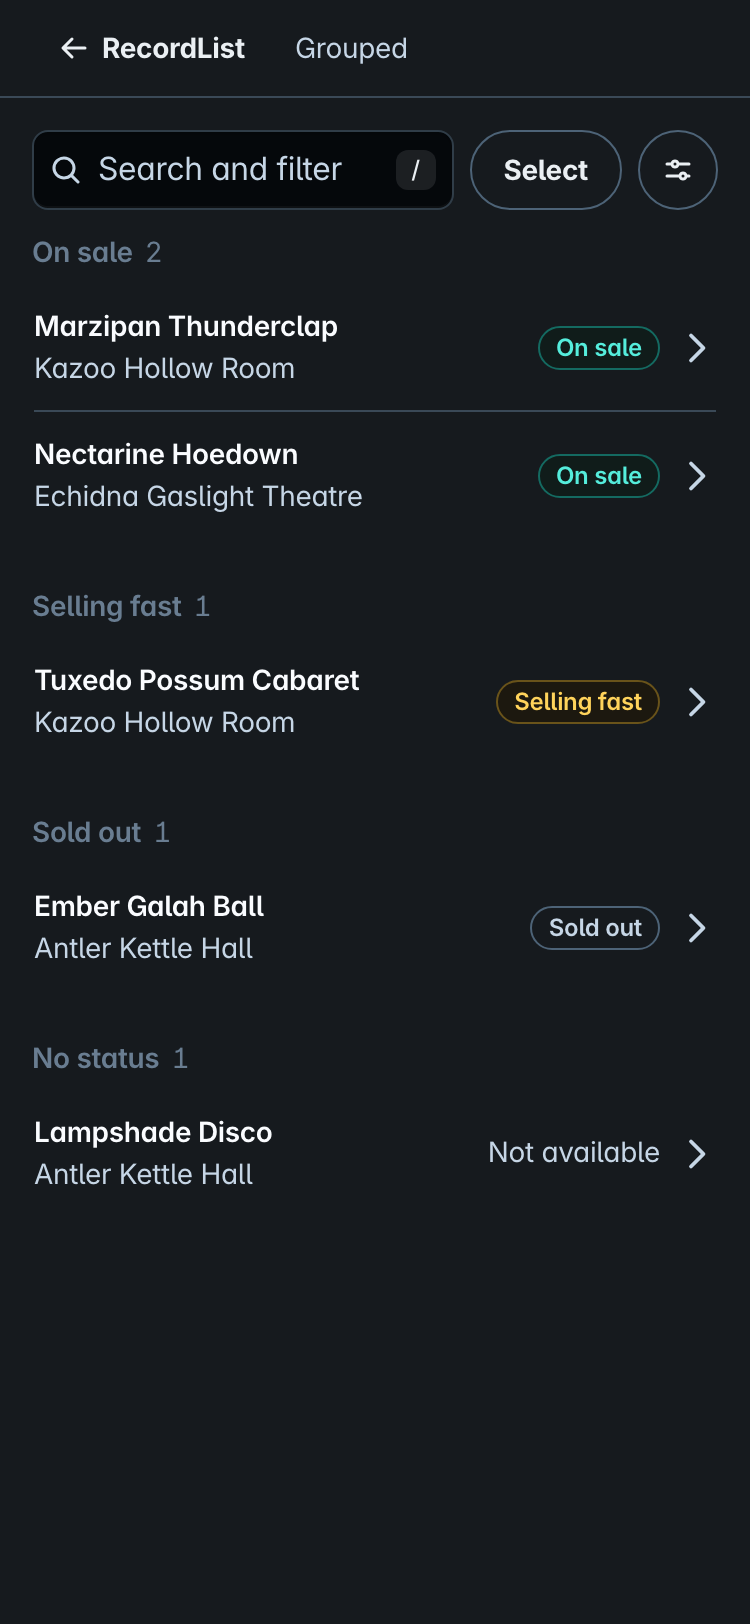 RecordList Grouped
Search and filter / Select
On sale 2
Marzipan Thunderclap
Kazoo Hollow Room
On sale
Nectarine Hoedown
Echidna Gaslight Theatre
On sale
Selling fast 1
Tuxedo Possum Cabaret
Kazoo Hollow Room
Selling fast
Sold out 1
Ember Galah Ball
Antler Kettle Hall
Sold out
No status 1
Lampshade Disco
Antler Kettle Hall
Not available